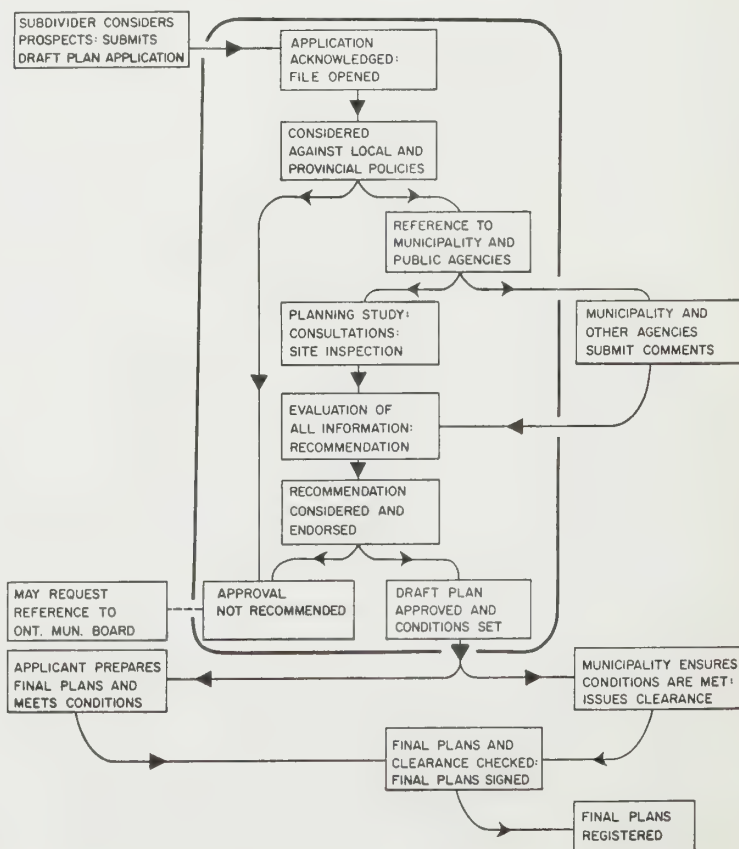 SUBDIVIDER CONSIDERS
PROSPECTS: SUBMITS
DRAFT PLAN APPLICATION
APPLICATION
ACKNOWLEDGED:
FILE OPENED
CONSIDERED
AGAINST LOCAL AND
PROVINCIAL POLICIES
REFERENCE TO
MUNICIPALITY AND
PUBLIC AGENCIES
PLANNING STUDY:
CONSULTATIONS:
SITE INSPECTION
MUNICIPALITY AND
OTHER AGENCIES
SUBMIT COMMENTS
EVALUATION OF
ALL INFORMATION:
RECOMMENDATION
RECOMMENDATION
CONSIDERED AND
ENDORSED
MAY REQUEST
REFERENCE TO
ONT. MUN. BOARD
APPROVAL
NOT RECOMMENDED
DRAFT PLAN
APPROVED AND
CONDITIONS SET
APPLICANT PREPARES
FINAL PLANS AND
MEETS CONDITIONS
MUNICIPALITY ENSURES
CONDITIONS ARE MET:
ISSUES CLEARANCE
FINAL PLANS AND
CLEARANCE CHECKED:
FINAL PLANS SIGNED
FINAL PLANS
REGISTERED